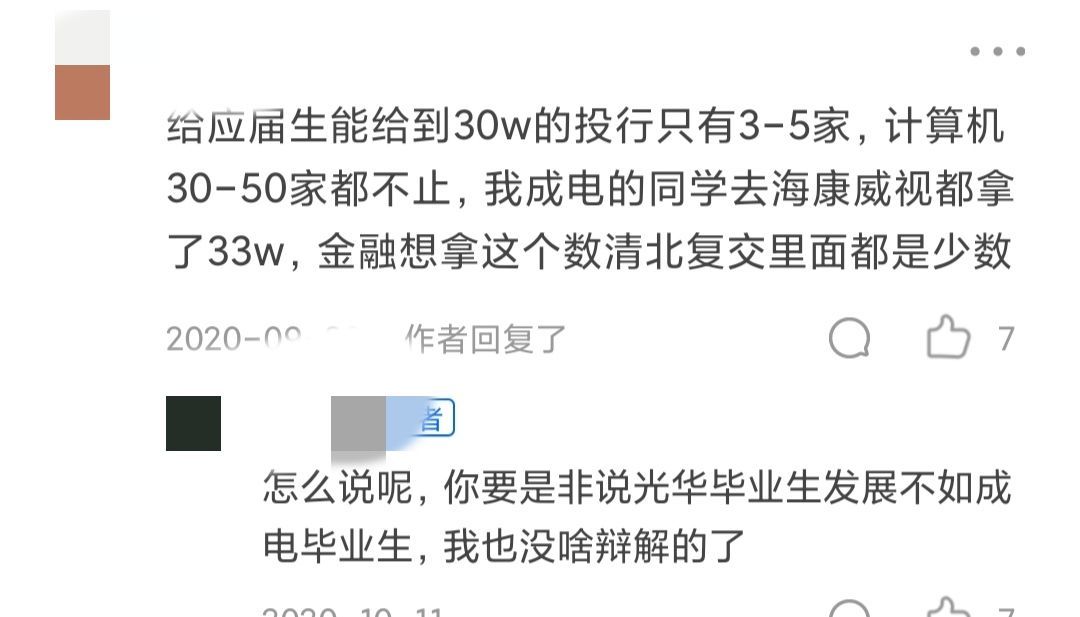 给应届生能给到30w的投行只有3-5家，计算机
30-50家都不止，我成电的同学去海康威视都拿
了33w，金融想拿这个数清北复交里面都是少数
2020-09 作者回复了 7
者
怎么说呢，你要是非说光华毕业生发展不如成
电毕业生，我也没啥辩解的了
2020-10-11 7